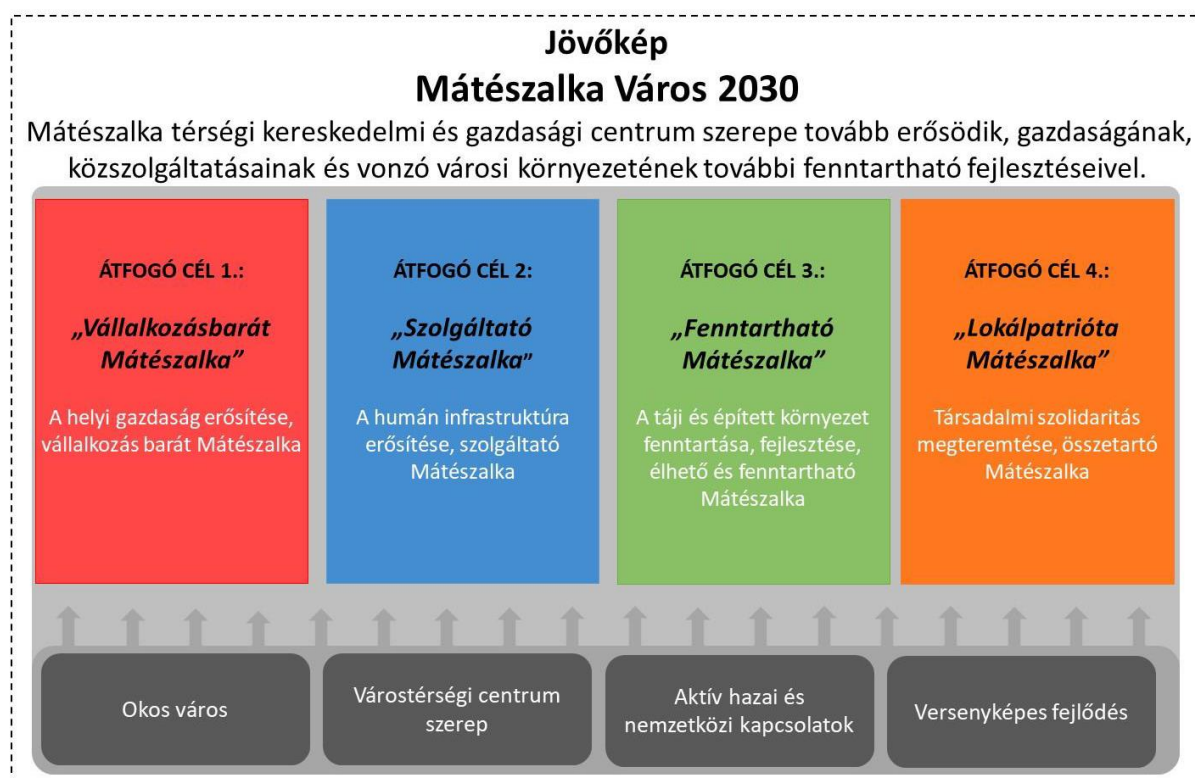 Jövőkép
Mátészalka Város 2030
Mátészalka térségi kereskedelmi és gazdasági centrum szerepe tovább erősödik, gazdaságának,
közszolgáltatásainak és vonzó városi környezetének további fenntartható fejlesztéseivel.
ÁTFOGÓ CÉL 1.:
„Vállalkozásbarát
Mátészalka”
A helyi gazdaság erősítése,
vállalkozás barát Mátészalka
ÁTFOGÓ CÉL 2:
„Szolgáltató
Mátészalka”
A humán infrastruktúra
erősítése, szolgáltató
Mátészalka
ÁTFOGÓ CÉL 3.:
„Fenntartható
Mátészalka”
A táji és épített környezet
fenntartása, fejlesztése,
élhető és fenntartható
Mátészalka
ÁTFOGÓ CÉL 4.:
„Lokálpatrióta
Mátészalka”
Társadalmi szolidaritás
megteremtése, összetartó
Mátészalka
Okos város
Várostérségi centrum
szerep
Aktív hazai és
nemzetközi kapcsolatok
Versenyképes fejlődés